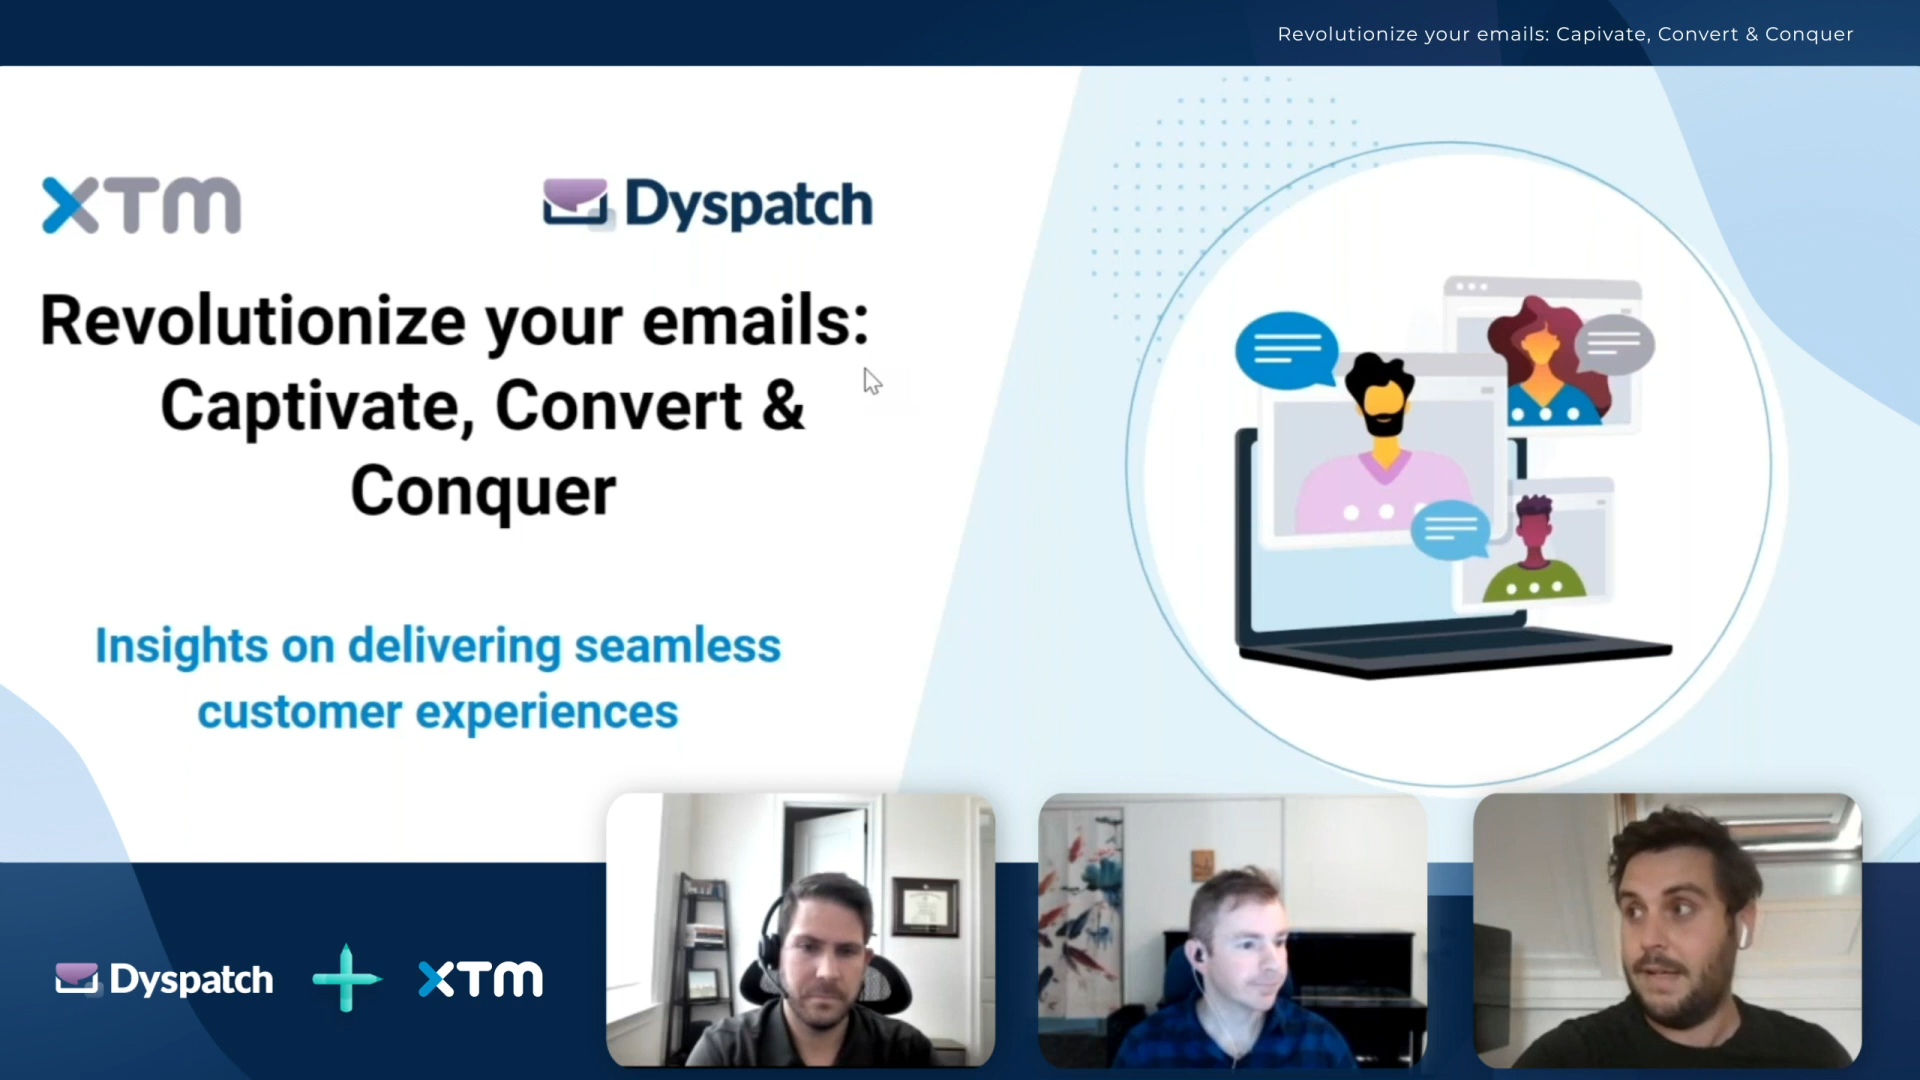 Revolutionize your emails: Capivate, Convert & Conquer
XTM
Dyspatch
Revolutionize your emails:
Captivate, Convert &
Conquer
Insights on delivering seamless
customer experiences
Dyspatch
XTM